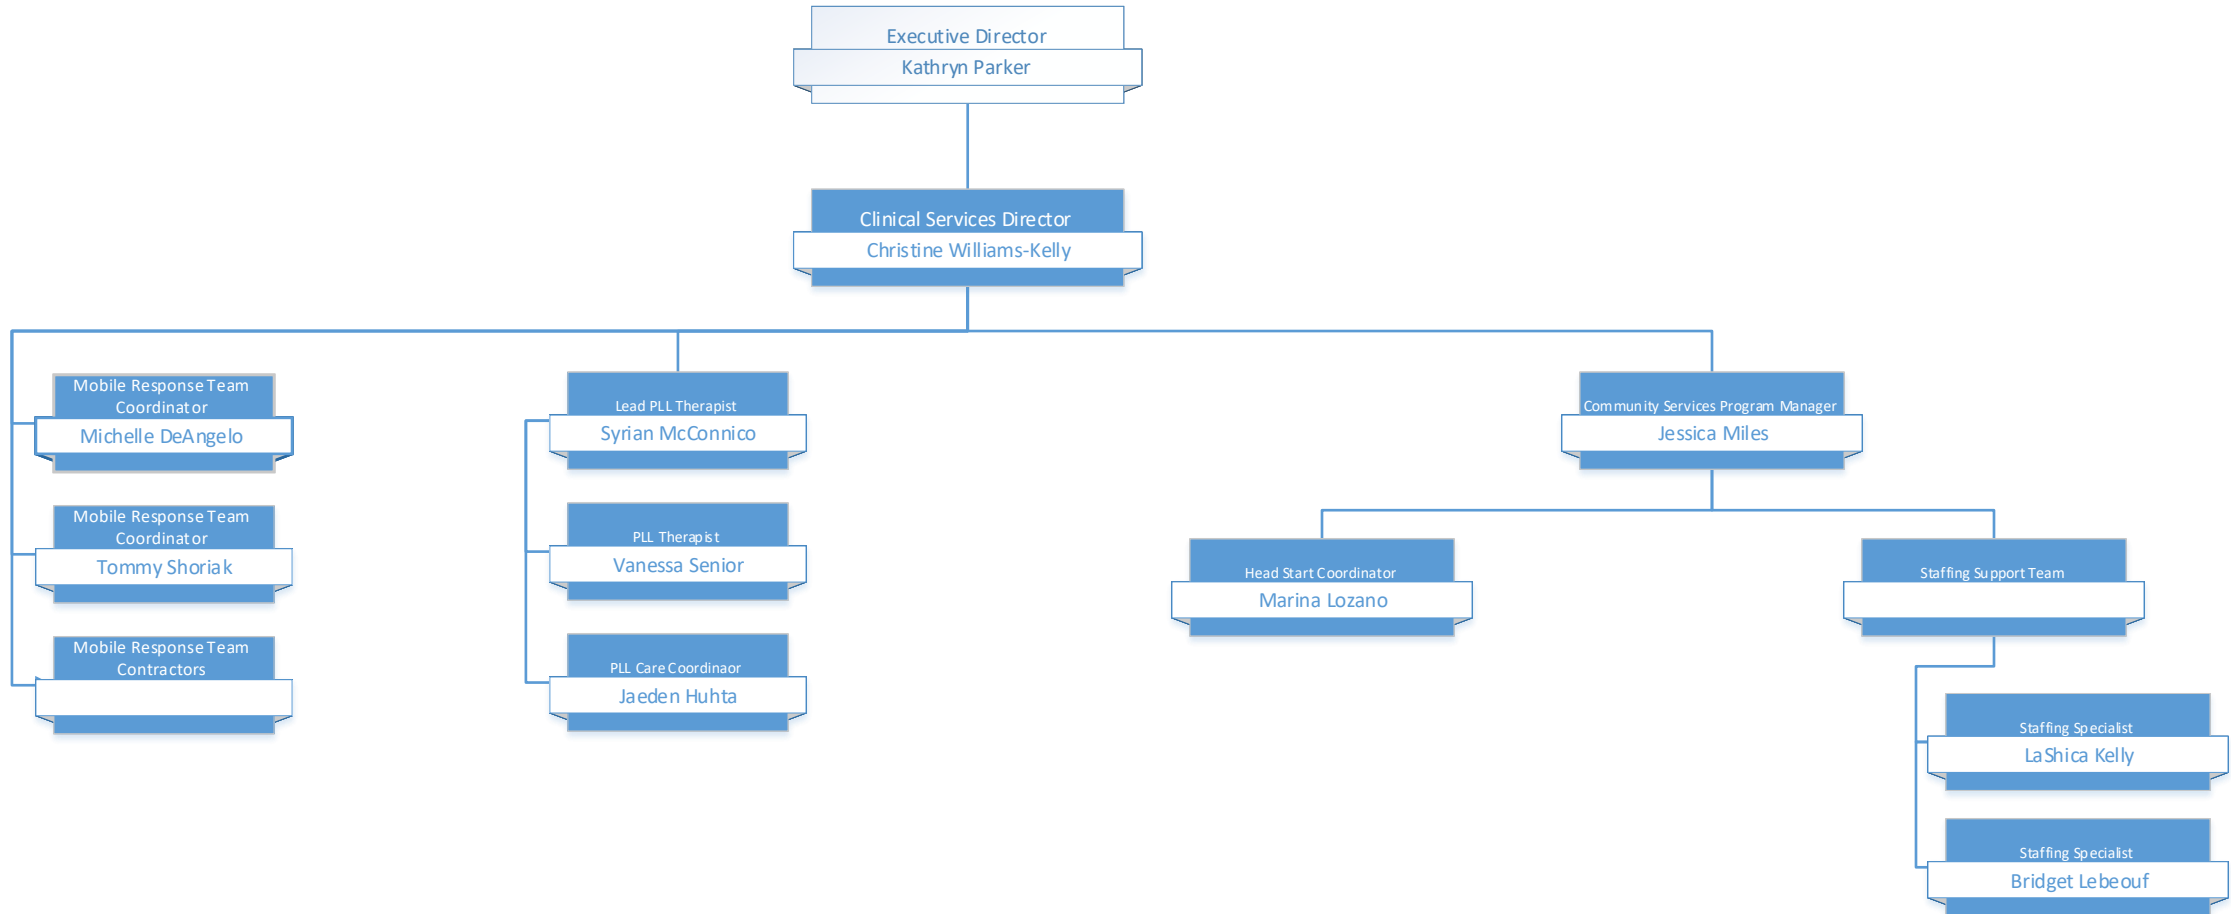 Executive Director
Kathryn Parker
Clinical Services Director
Christine Williams-Kelly
Mobile Response Team
Coordinator
Michelle DeAngelo
Mobile Response Team
Coordinator
Tommy Shoriak
Mobile Response Team
Contractors
Lead PLL Therapist
Syrian McConnico
PLL Therapist
Vanessa Senior
PLL Care Coordinaor
Jaeden Huhta
Community Services Program Manager
Jessica Miles
Head Start Coordinator
Marina Lozano
Staffing Support Team
Staffing Specialist
LaShica Kelly
Staffing Specialist
Bridget Lebeouf